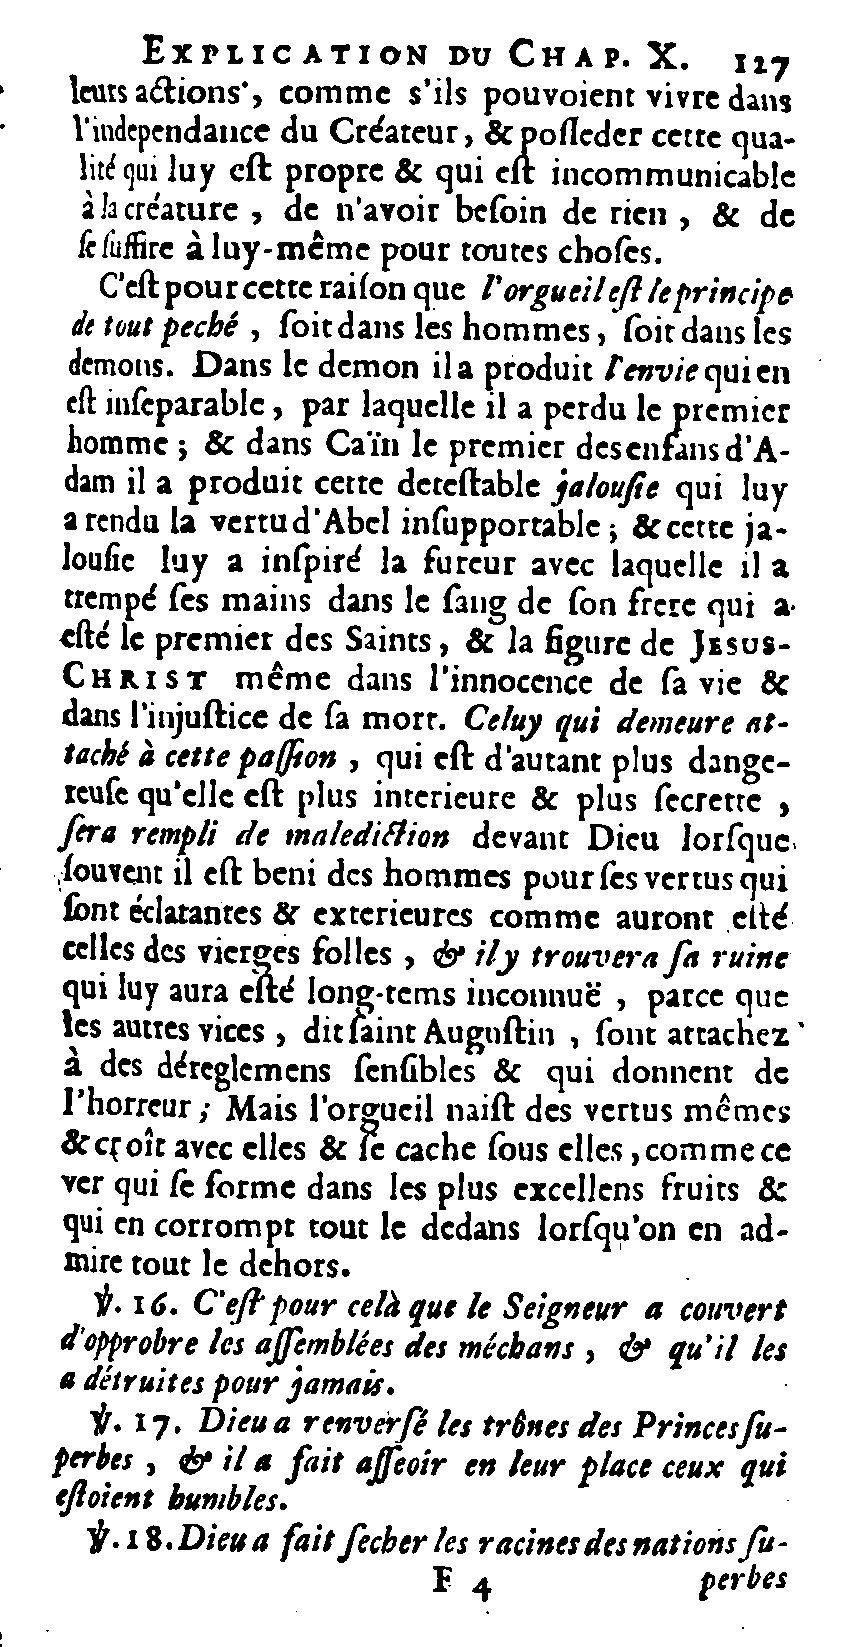 EXPLICATION DU CHAP. X. 127
leurs actions, comme s'ils pouvoient vivre dans
l'independance du Créateur, & posseder cette qua-
lité qui luy eſt propre & qui eſt incommunicable
à la créature, de n'avoir beſoin de rien, & de
ſe ſuffire à luy-même pour toutes choſes.
C'eſt pour cette raiſon que l'orgueil eſt le principe
de tout peché, ſoit dans les hommes, ſoit dans les
demons. Dans le demon il a produit l'envie qui en
eſt inſeparable, par laquelle il a perdu le premier
homme; & dans Caïn le premier des enfans d'A-
dam il a produit cette deteſtable jalouſie qui luy
a rendu la vertu d'Abel inſupportable; & cette ja-
louſie luy a inſpiré la fureur avec laquelle il a
trempé ſes mains dans le ſang de ſon frere qui a
eſté le premier des Saints, & la figure de JESUS-
CHRIST même dans l'innocence de ſa vie &
dans l'injuſtice de ſa mort. Celuy qui demeure at-
taché à cette paſſion, qui eſt d'autant plus dange-
reuſe qu'elle eſt plus interieure & plus ſecrette,
ſera rempli de malediction devant Dieu lorſque
ſouvent il eſt beni des hommes pour ſes vertus qui
ſont éclatantes & exterieures comme auront eſté
celles des vierges folles, & il y trouvera ſa ruine
qui luy aura eſté long-tems inconnuë, parce que
les autres vices, dit ſaint Auguſtin, ſont attachez
à des déreglemens ſenſibles & qui donnent de
l'horreur; Mais l'orgueil naiſt des vertus mêmes
& croît avec elles & ſe cache ſous elles, comme ce
ver qui ſe forme dans les plus excellens fruits &
qui en corrompt tout le dedans lorſqu'on en ad-
mire tout le dehors.
℣. 16. C'eſt pour celà que le Seigneur a couvert
d'opprobre les aſſemblées des méchans, & qu'il les
a détruites pour jamais.
℣. 17. Dieu a renverſé les trônes des Princes ſu-
perbes, & il a fait aſſeoir en leur place ceux qui
eſtoient humbles.
℣. 18. Dieu a fait ſecher les racines des nations ſu-
F 4 perbes